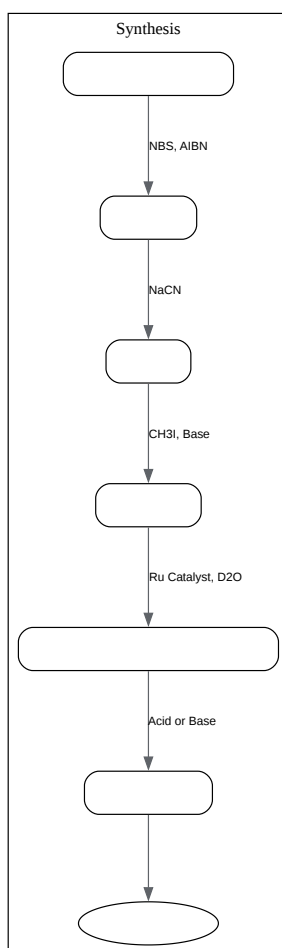 Synthesis
NBS, AIBN
NaCN
CH3I, Base
Ru Catalyst, D2O
Acid or Base